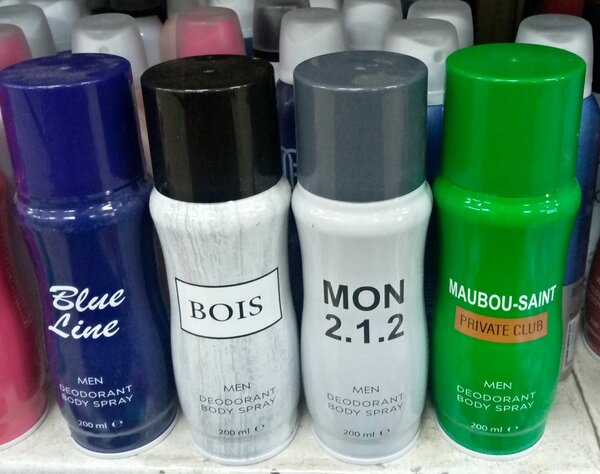 Blue
Line
MEN
DEODORANT
BODY SPRAY
200 ml ℮
BOIS
MEN
DEODORANT
BODY SPRAY
200 ml ℮
MON
2.1.2
MEN
DEODORANT
BODY SPRAY
200 ml ℮
MAUBOU-SAINT
PRIVATE CLUB
MEN
DEODORANT
BODY SPRAY
200 ml ℮